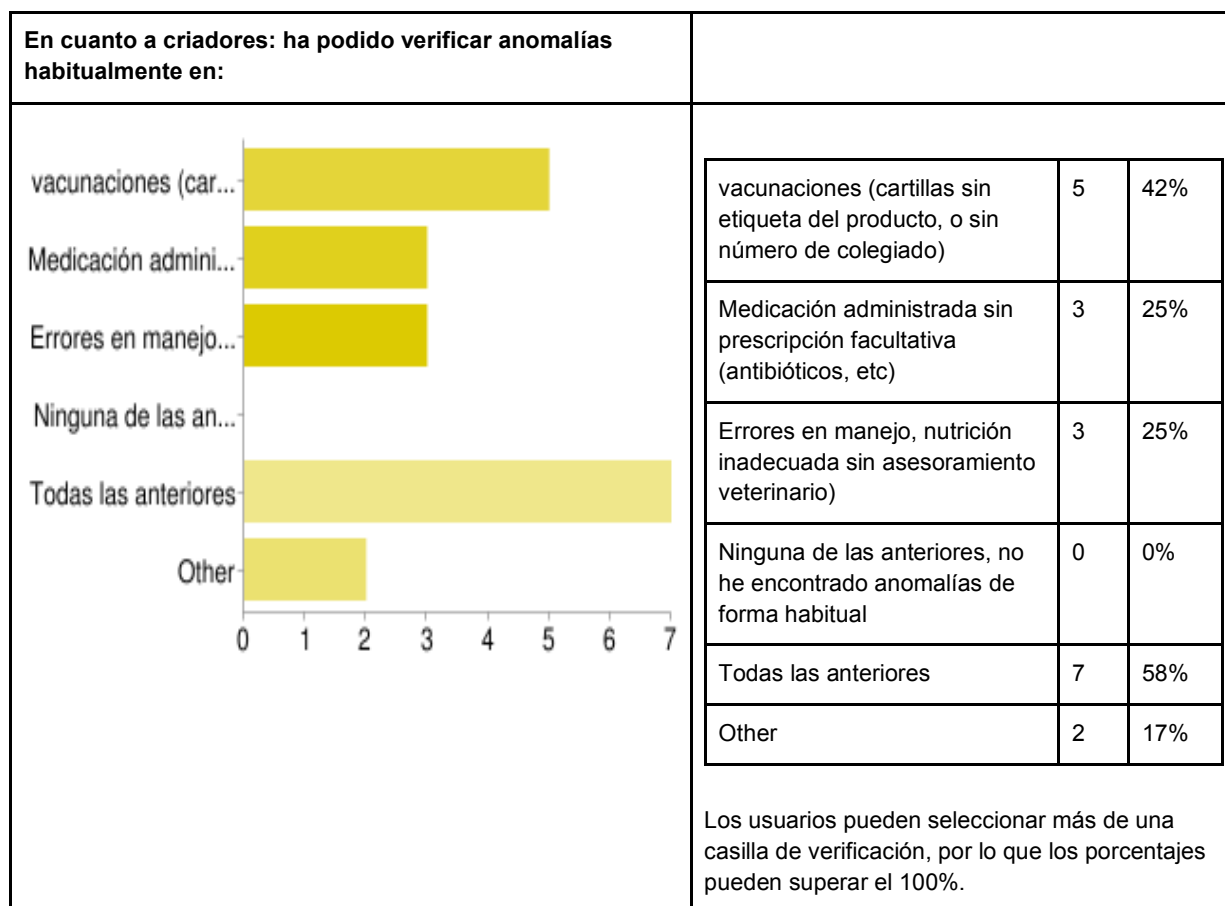 En cuanto a criadores: ha podido verificar anomalías
habitualmente en:
vacunaciones (car...
Medicación admini...
Errores en manejo...
Ninguna de las an...
Todas las anteriores
Other
0 1 2 3 4 5 6 7
vacunaciones (cartillas sin 5 42%
etiqueta del producto, o sin
número de colegiado)
Medicación administrada sin 3 25%
prescripción facultativa
(antibióticos, etc)
Errores en manejo, nutrición 3 25%
inadecuada sin asesoramiento
veterinario)
Ninguna de las anteriores, no 0 0%
he encontrado anomalías de
forma habitual
Todas las anteriores 7 58%
Other 2 17%
Los usuarios pueden seleccionar más de una
casilla de verificación, por lo que los porcentajes
pueden superar el 100%.